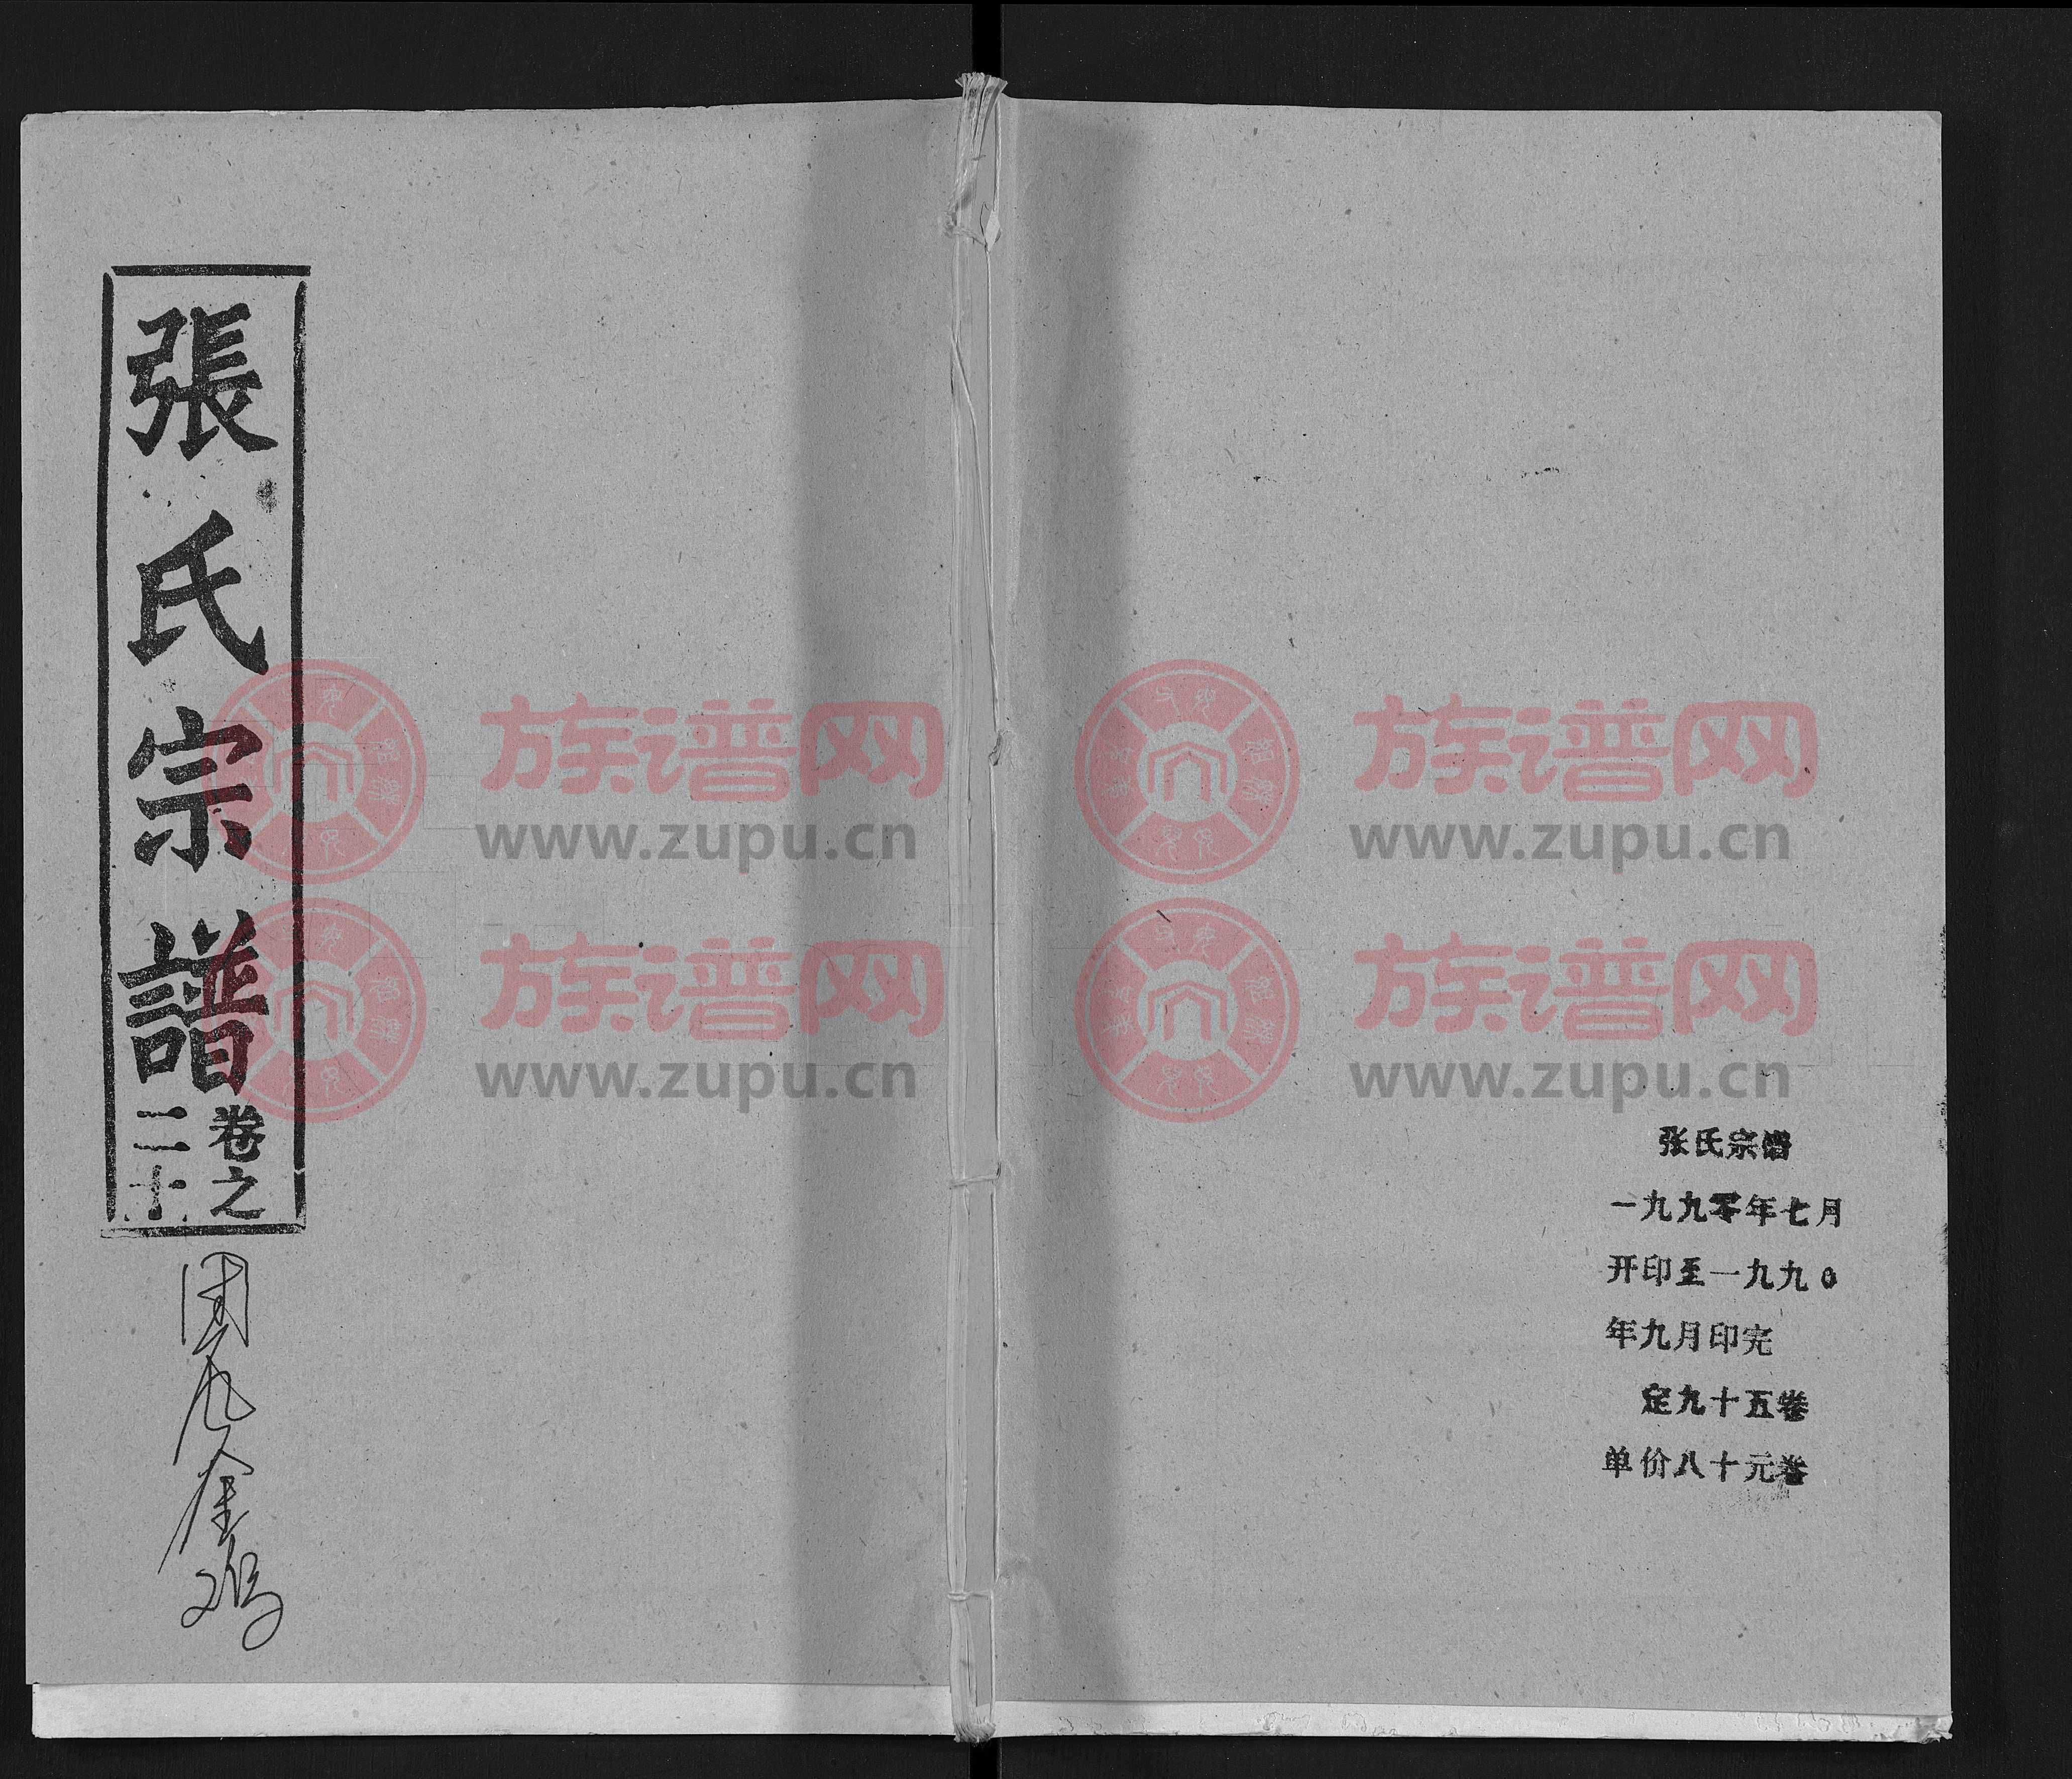 張氏宗譜
卷之
二十
族谱网
www.zupu.cn
族谱网
www.zupu.cn
族谱网
www.zupu.cn
族谱网
www.zupu.cn
张氏宗谱
一九九零年七月
开印至一九九0
年九月印完
定九十五卷
单价八十元卷